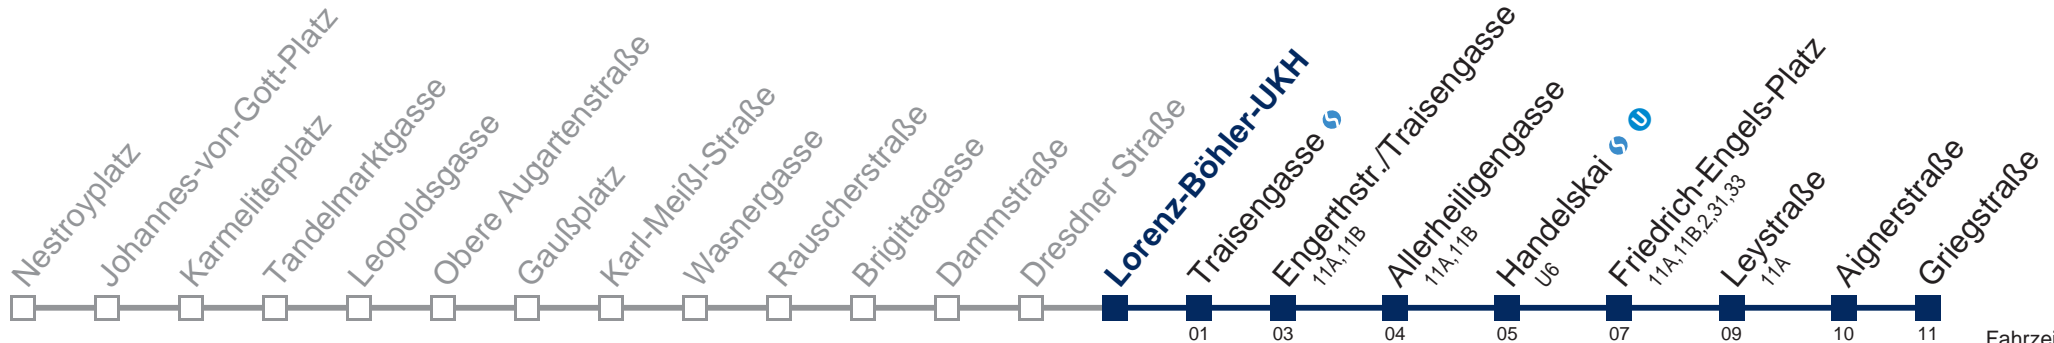 Nestroyplatz
Johannes-von-Gott-Platz
Karmeliterplatz
Tandelmarktgasse
Leopoldsgasse
Obere Augartenstraße
Gaußplatz
Karl-Meißl-Straße
Wasnergasse
Rauscherstraße
Brigittagasse
Dammstraße
Dresdner Straße
Lorenz-Böhler-UKH
Traisengasse
Engerthstr./Traisengasse
11A,11B
Allerheiligengasse
11A,11B
Handelskai U
U6
Friedrich-Engels-Platz
11A,11B,2,31,33
Leystraße
11A
Aignerstraße
Griegstraße
01 03 04 05 07 09 10 11
Fahrzei